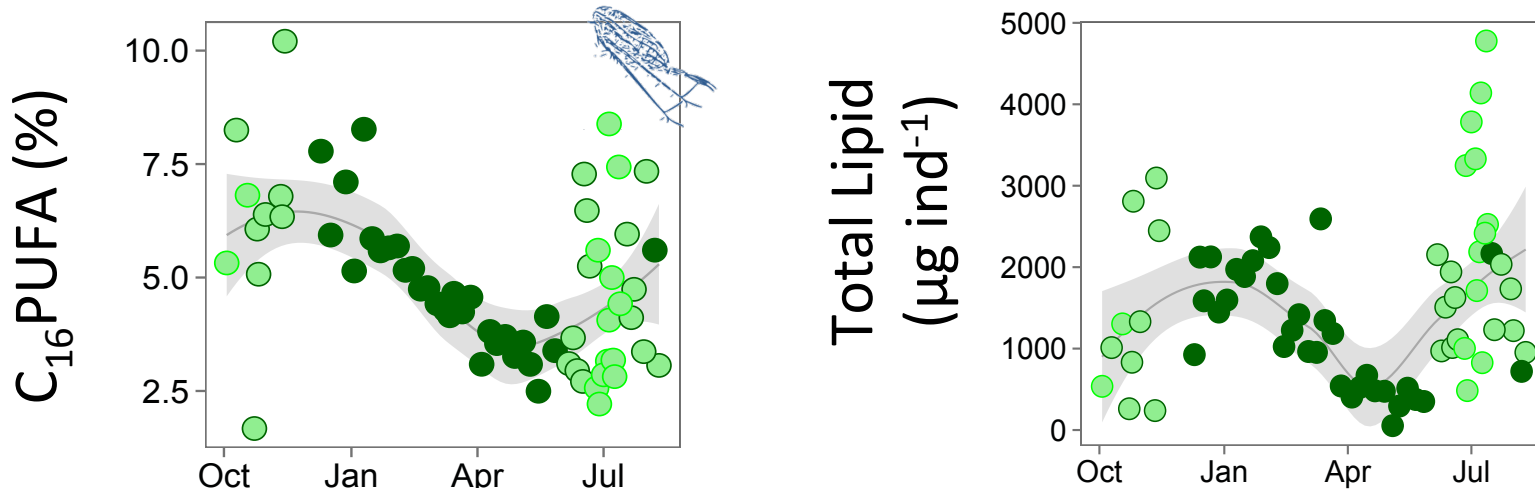 C₁₆PUFA (%)
10.0
7.5
5.0
2.5
Oct Jan Apr Jul
Total Lipid
(µg ind⁻¹)
5000
4000
3000
2000
1000
0
Oct Jan Apr Jul